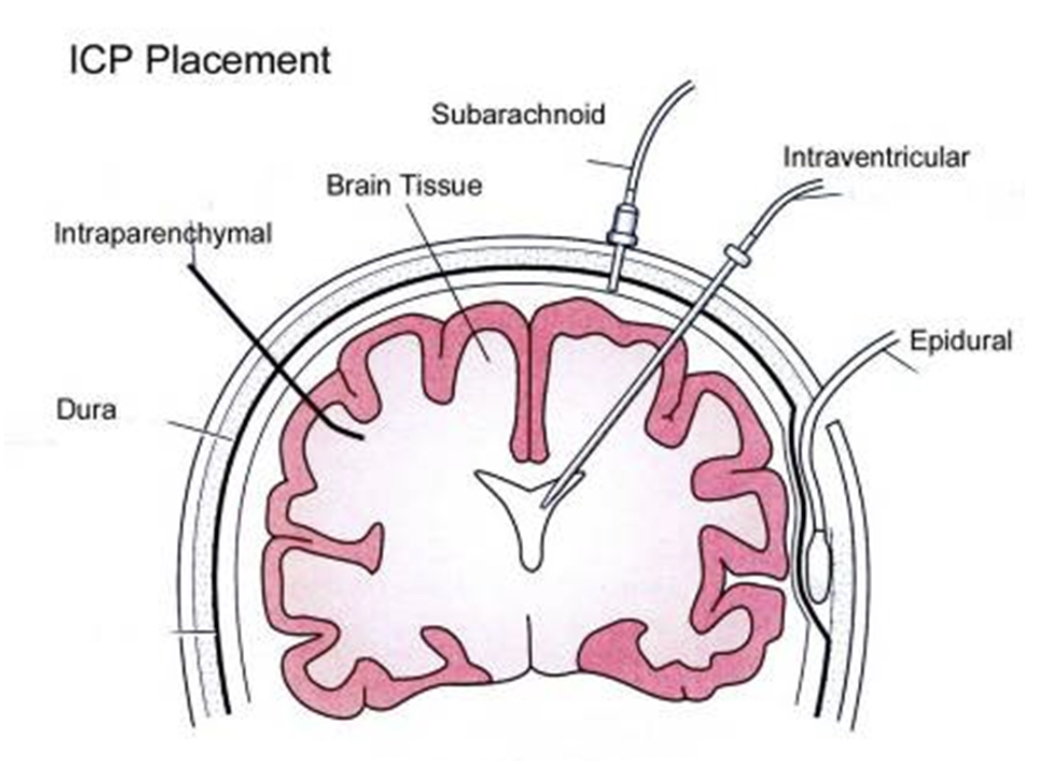 ICP Placement
Subarachnoid
Intraventricular
Brain Tissue
Intraparenchymal
Epidural
Dura